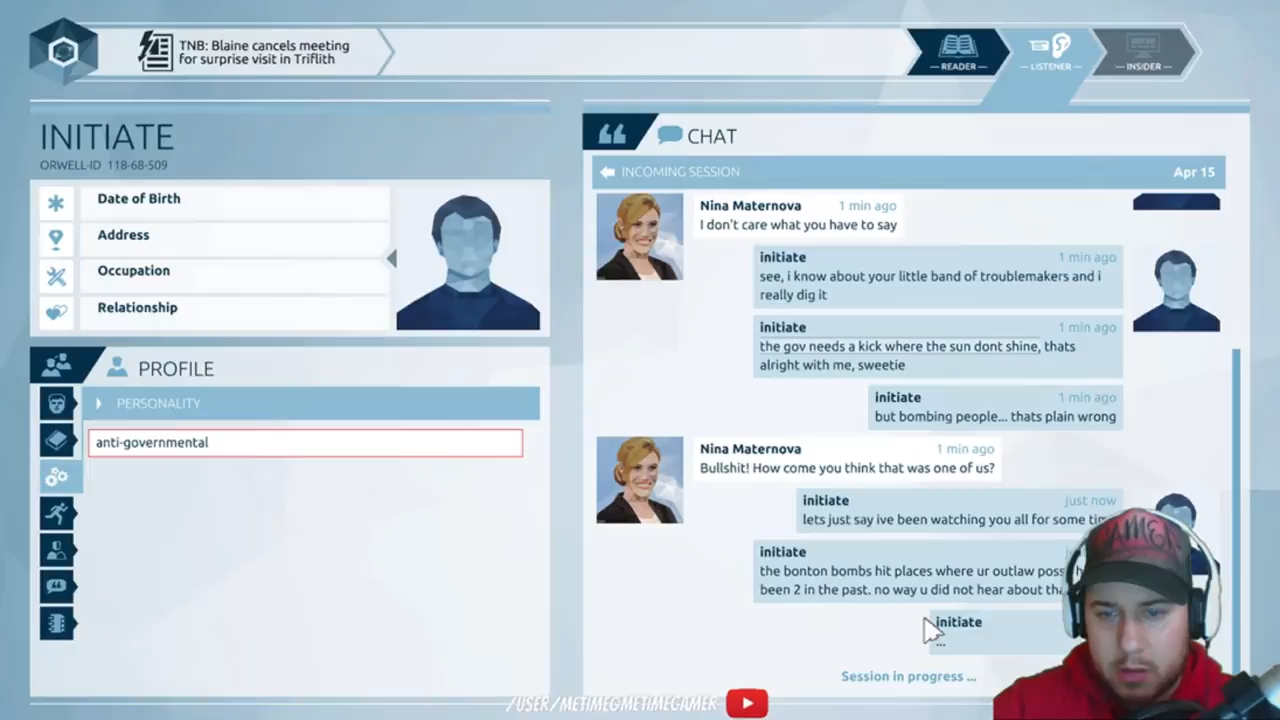 TNB: Blaine cancels meeting
for surprise visit in Triflith
READER
LISTENER
INSIDER
INITIATE
ORWELL-ID 118-68-509
Date of Birth
Address
Occupation
Relationship
PROFILE
PERSONALITY
anti-governmental
CHAT
INCOMING SESSION Apr 15
Nina Maternova 1 min ago
I don't care what you have to say
initiate 1 min ago
see, i know about your little band of troublemakers and i
really dig it
initiate 1 min ago
the gov needs a kick where the sun dont shine, thats
alright with me, sweetie
initiate 1 min ago
but bombing people... thats plain wrong
Nina Maternova 1 min ago
Bullshit! How come you think that was one of us?
initiate just now
lets just say ive been watching you all for some
initiate
the bonton bombs hit places where ur outlaw
been 2 in the past. no way u did not hear about
initiate
...
Session in progress ...
/USER/METIMEGMETIMEGAMER
GAMER